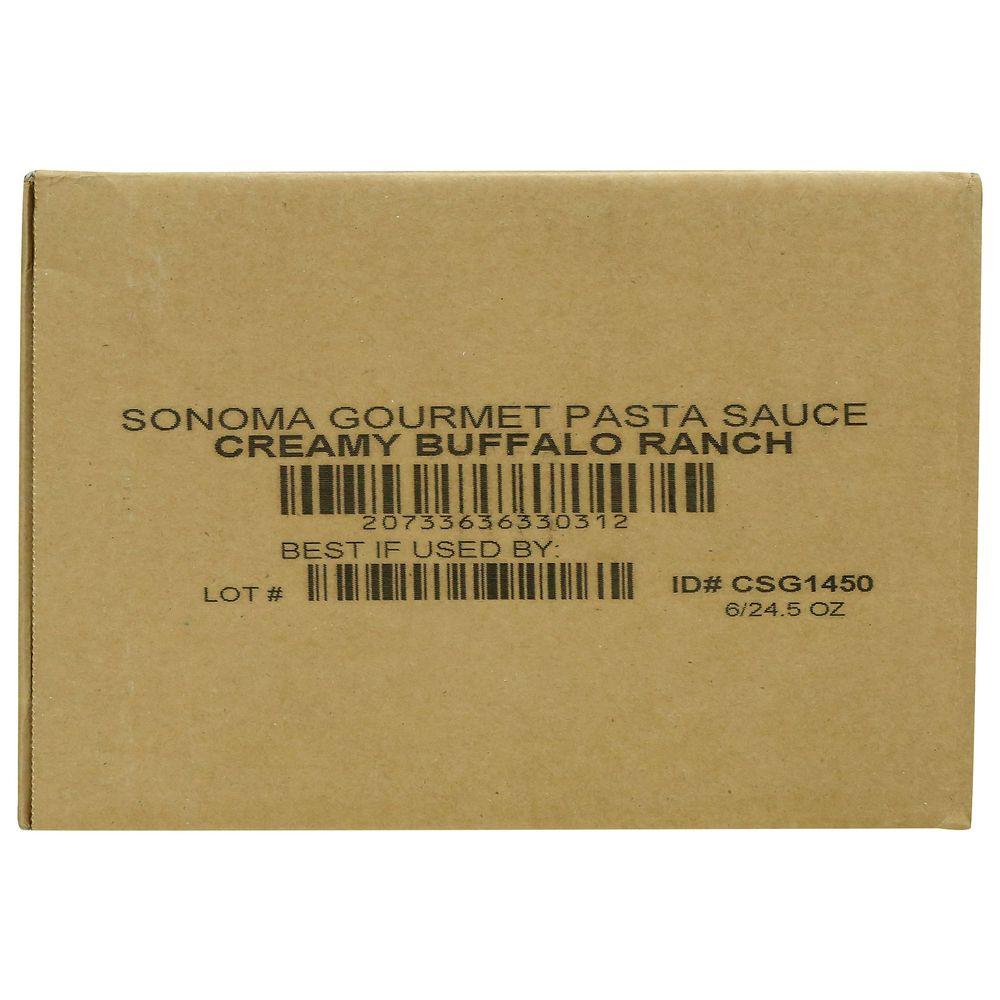 SONOMA GOURMET PASTA SAUCE
CREAMY BUFFALO RANCH
20733636330312
BEST IF USED BY:
LOT #
ID# CSG1450
6/24.5 OZ